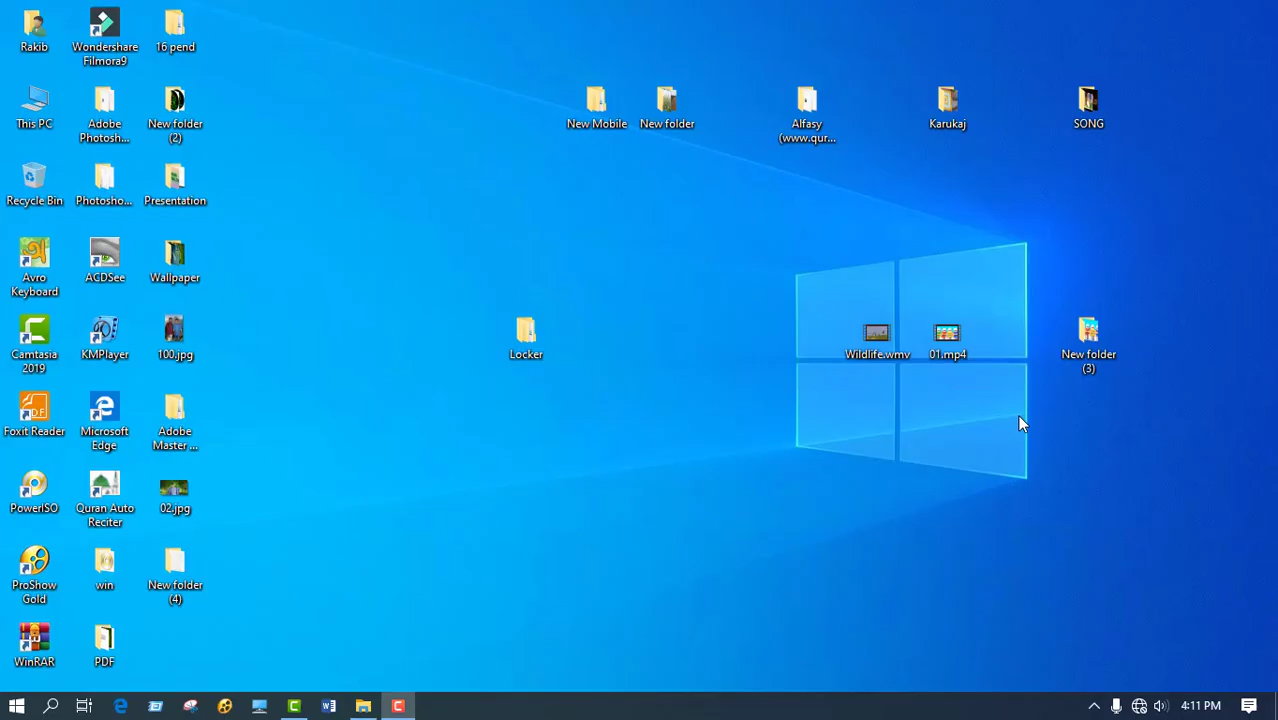 Rakib
Wondershare
Filmora9
16 pend
This PC
Adobe
Photosh...
New folder
(2)
New Mobile
New folder
Alfasy
(www.qur...
Karukaj
SONG
Recycle Bin
Photosho...
Presentation
Avro
Keyboard
ACDSee
Wallpaper
Camtasia
2019
KMPlayer
100.jpg
Locker
Wildlife.wmv
01.mp4
New folder
(3)
Foxit Reader
Microsoft
Edge
Adobe
Master ...
PowerISO
Quran Auto
Reciter
02.jpg
ProShow
Gold
win
New folder
(4)
WinRAR
PDF
4:11 PM